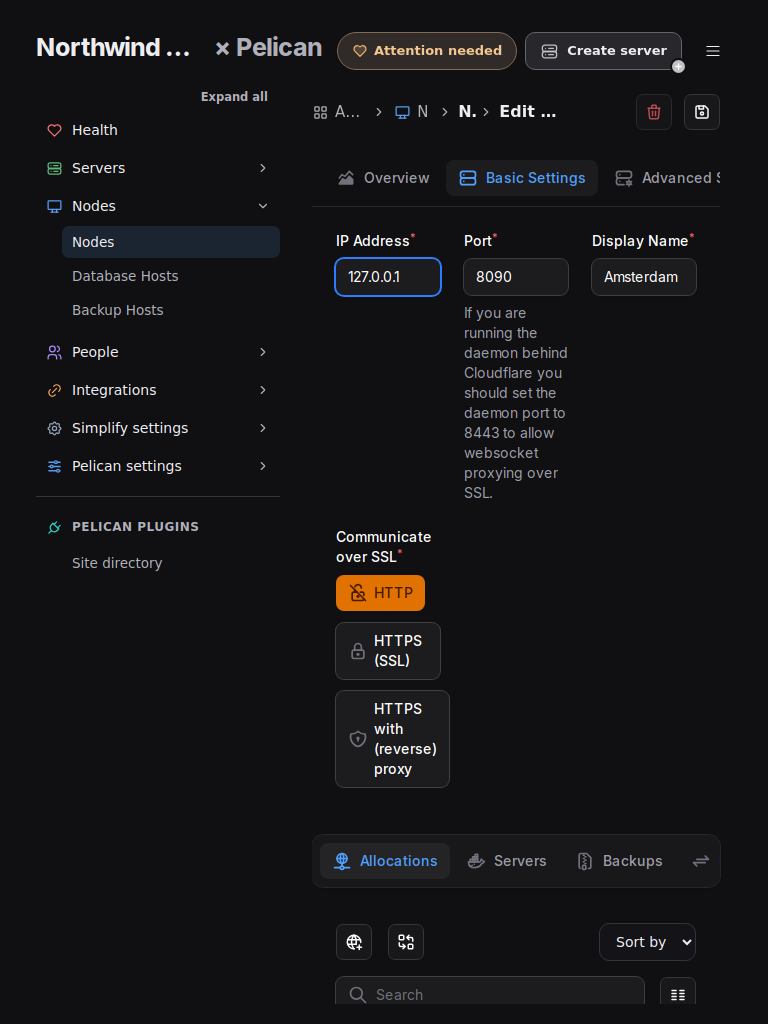 Northwind ... × Pelican
Attention needed
Create server
Expand all
A... > N > N. > Edit ...
Health
Servers
Nodes
Nodes
Database Hosts
Backup Hosts
People
Integrations
Simplify settings
Pelican settings
PELICAN PLUGINS
Site directory
Overview
Basic Settings
Advanced S
IP Address*
Port*
Display Name*
127.0.0.1
8090
Amsterdam
If you are
running the
daemon behind
Cloudflare you
should set the
daemon port to
8443 to allow
websocket
proxying over
SSL.
Communicate
over SSL*
HTTP
HTTPS
(SSL)
HTTPS
with
(reverse)
proxy
Allocations
Servers
Backups
Sort by
Search